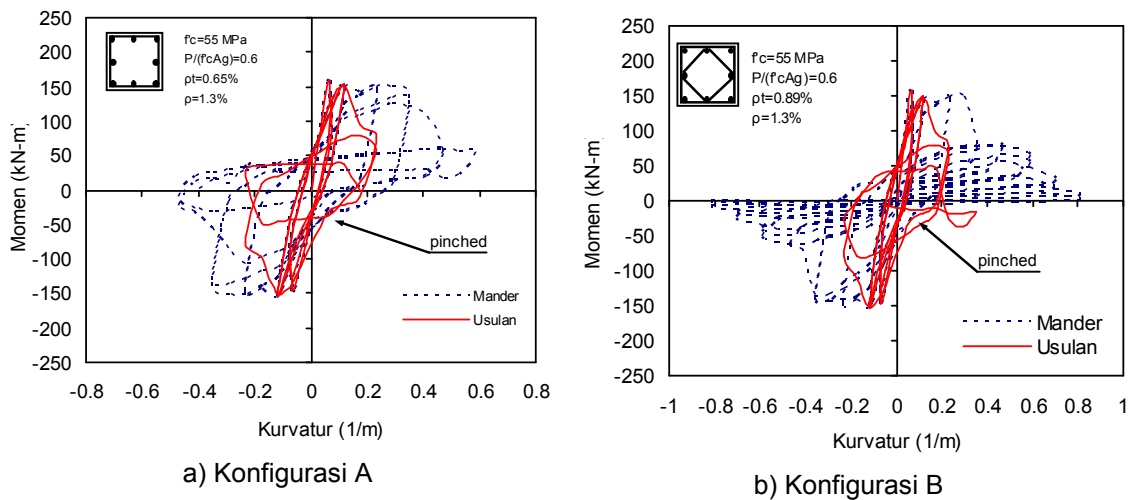 250
200
150
100
50
0
-50
-100
-150
-200
-250
-0.8 -0.6 -0.4 -0.2 0 0.2 0.4 0.6 0.8
Momen (kN-m)
Kurvatur (1/m)
f'c=55 MPa
P/(f'cAg)=0.6
ρt=0.65%
ρ=1.3%
pinched
Mander
Usulan
a) Konfigurasi A
250
200
150
100
50
0
-50
-100
-150
-200
-250
-1 -0.8 -0.6 -0.4 -0.2 0 0.2 0.4 0.6 0.8 1
Momen (kN-m)
Kurvatur (1/m)
f'c=55 MPa
P/(f'cAg)=0.6
ρt=0.89%
ρ=1.3%
pinched
Mander
Usulan
b) Konfigurasi B